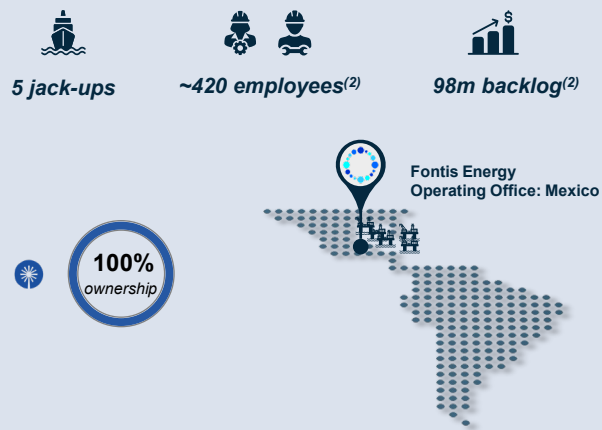 $
5 jack-ups
~420 employees(2)
98m backlog(2)
Fontis Energy
Operating Office: Mexico
100%
ownership